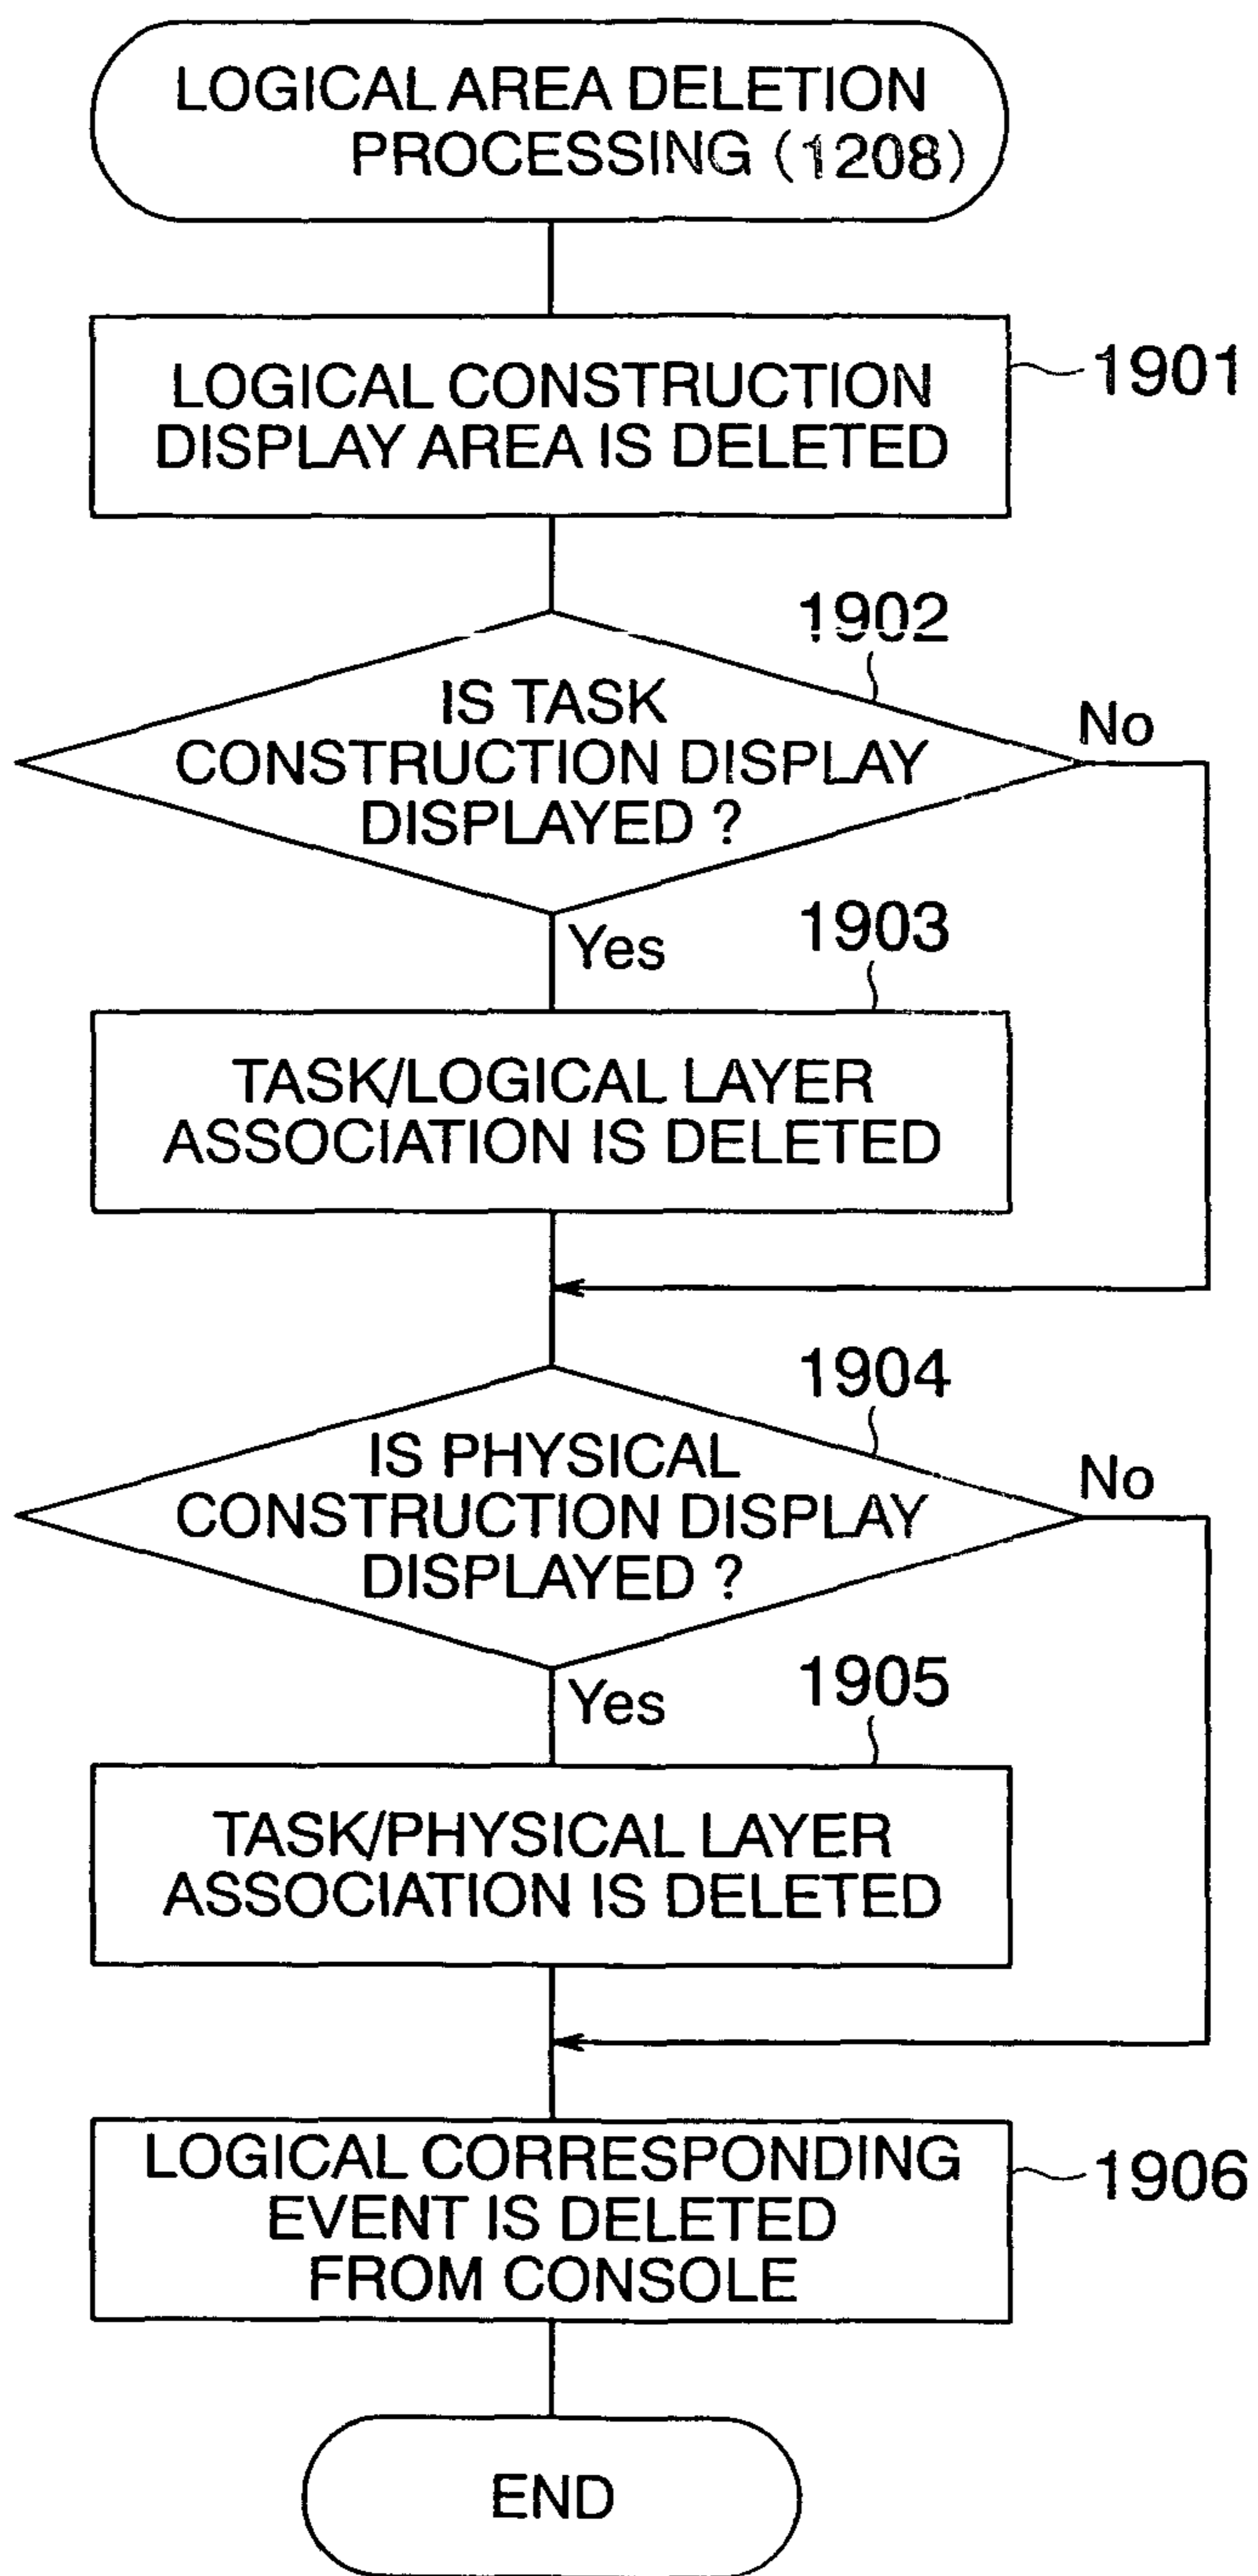 LOGICAL AREA DELETION
PROCESSING (1208)
LOGICAL CONSTRUCTION
DISPLAY AREA IS DELETED
1901
1902
IS TASK
CONSTRUCTION DISPLAY
DISPLAYED ?
No
Yes
1903
TASK/LOGICAL LAYER
ASSOCIATION IS DELETED
1904
IS PHYSICAL
CONSTRUCTION DISPLAY
DISPLAYED ?
No
Yes
1905
TASK/PHYSICAL LAYER
ASSOCIATION IS DELETED
LOGICAL CORRESPONDING
EVENT IS DELETED
FROM CONSOLE
1906
END